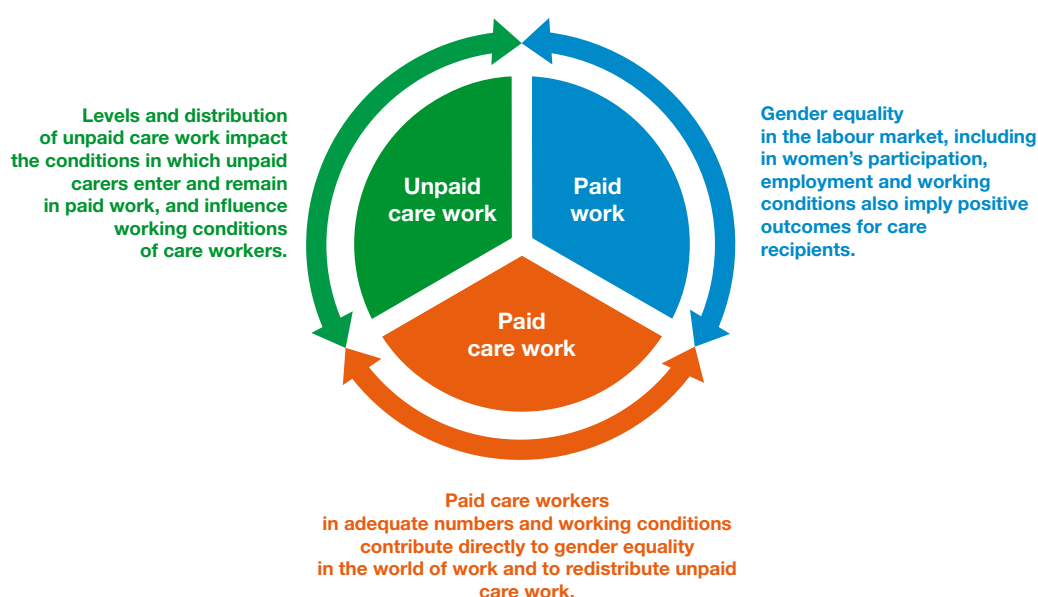 Levels and distribution
of unpaid care work impact
the conditions in which unpaid
carers enter and remain
in paid work, and influence
working conditions
of care workers.
Unpaid
care work
Paid
work
Gender equality
in the labour market, including
in women's participation,
employment and working
conditions also imply positive
outcomes for care
recipients.
Paid
care work
Paid care workers
in adequate numbers and working conditions
contribute directly to gender equality
in the world of work and to redistribute unpaid
care work.